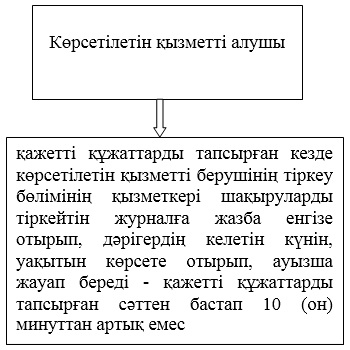 Көрсетілетін қызметті алушы
қажетті құжаттарды тапсырған кезде
көрсетілетін қызметті берушінің тіркеу
бөлімінің қызметкері шақыруларды
тіркейтін журналға жазба енгізе
отырып, дәрігердің келетін күнін,
уақытын көрсете отырып, ауызша
жауап береді - қажетті құжаттарды
тапсырған сәттен бастап 10 (он)
минуттан артық емес